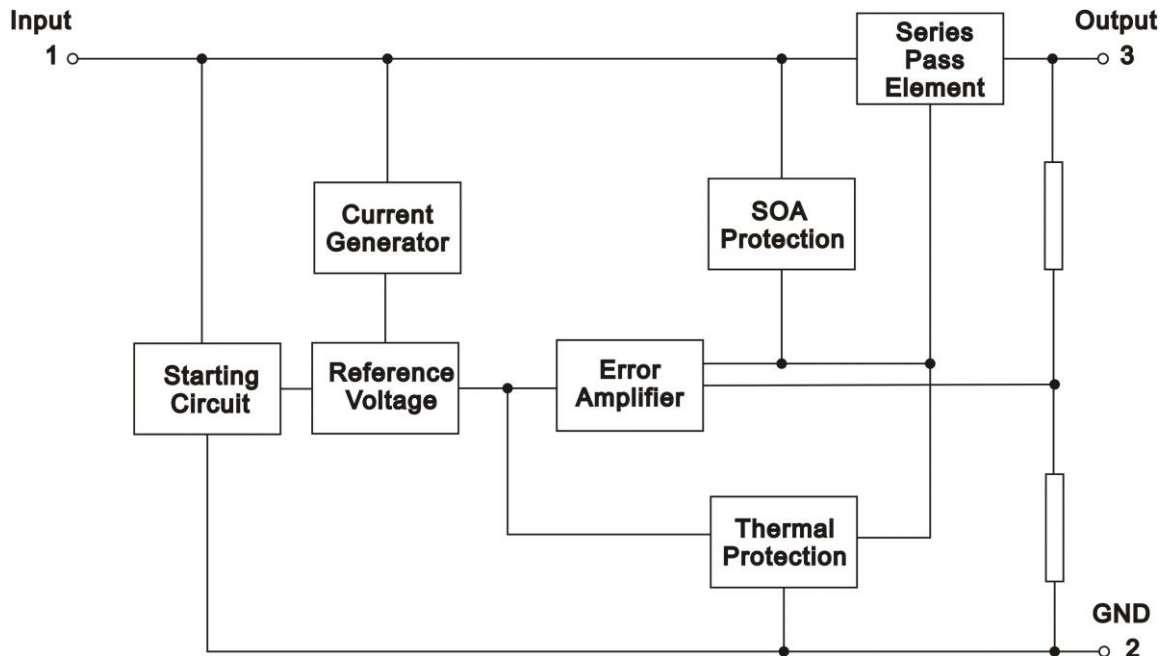 Input
1
Series
Pass
Element
Output
3
Current
Generator
SOA
Protection
Starting
Circuit
Reference
Voltage
Error
Amplifier
Thermal
Protection
GND
2